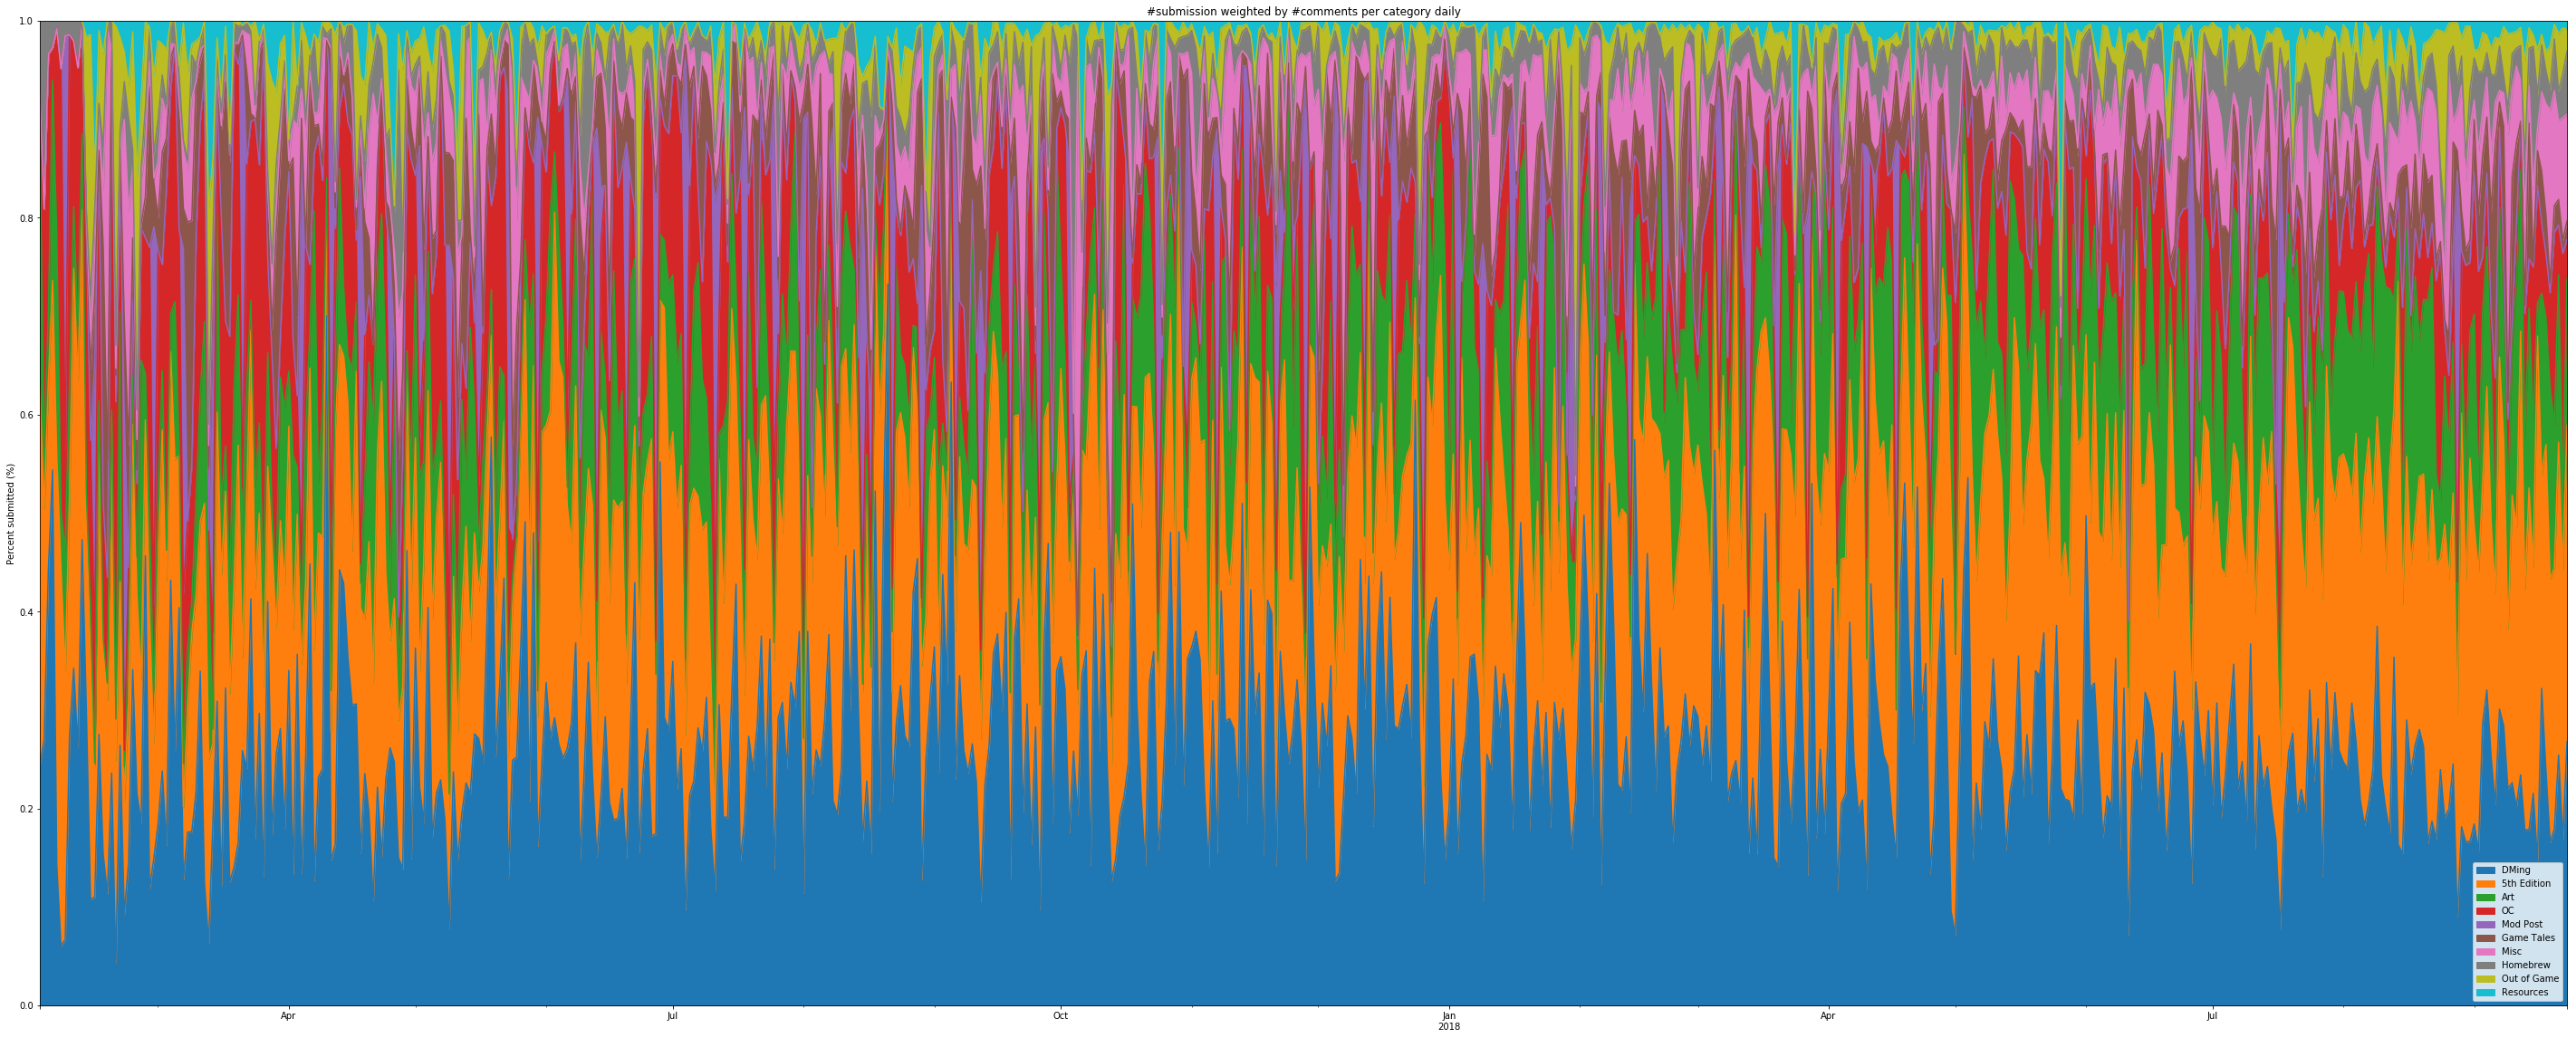 #submission weighted by #comments per category daily
Percent submitted (%)
1.0
0.8
0.6
0.4
0.2
0.0
Apr
Jul
Oct
Jan
2018
Apr
Jul
DMing
5th Edition
Art
OC
Mod Post
Game Tales
Misc
Homebrew
Out of Game
Resources